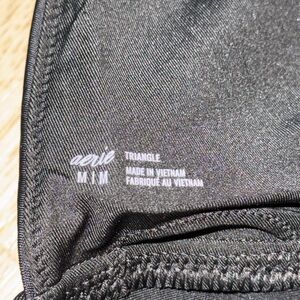 aerie
M | M
TRIANGLE
MADE IN VIETNAM
FABRIQUÉ AU VIETNAM